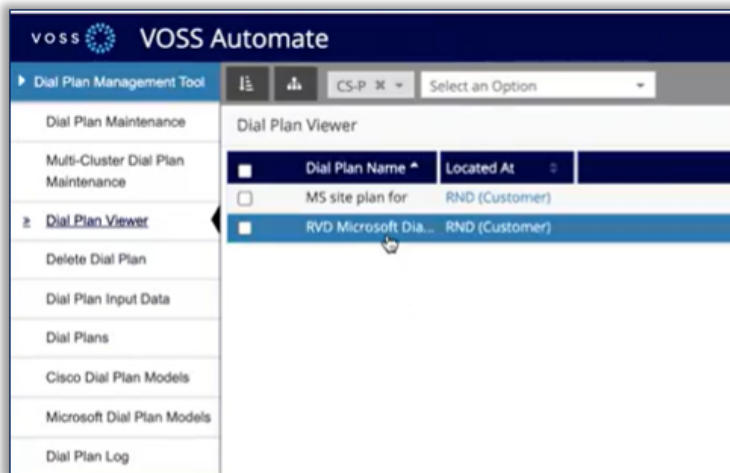 VOSS VOSS Automate
Dial Plan Management Tool
CS-P Select an Option
Dial Plan Maintenance
Dial Plan Viewer
Multi-Cluster Dial Plan
Maintenance
Dial Plan Name Located At
MS site plan for RND (Customer)
Dial Plan Viewer
RVD Microsoft Dia... RND (Customer)
Delete Dial Plan
Dial Plan Input Data
Dial Plans
Cisco Dial Plan Models
Microsoft Dial Plan Models
Dial Plan Log